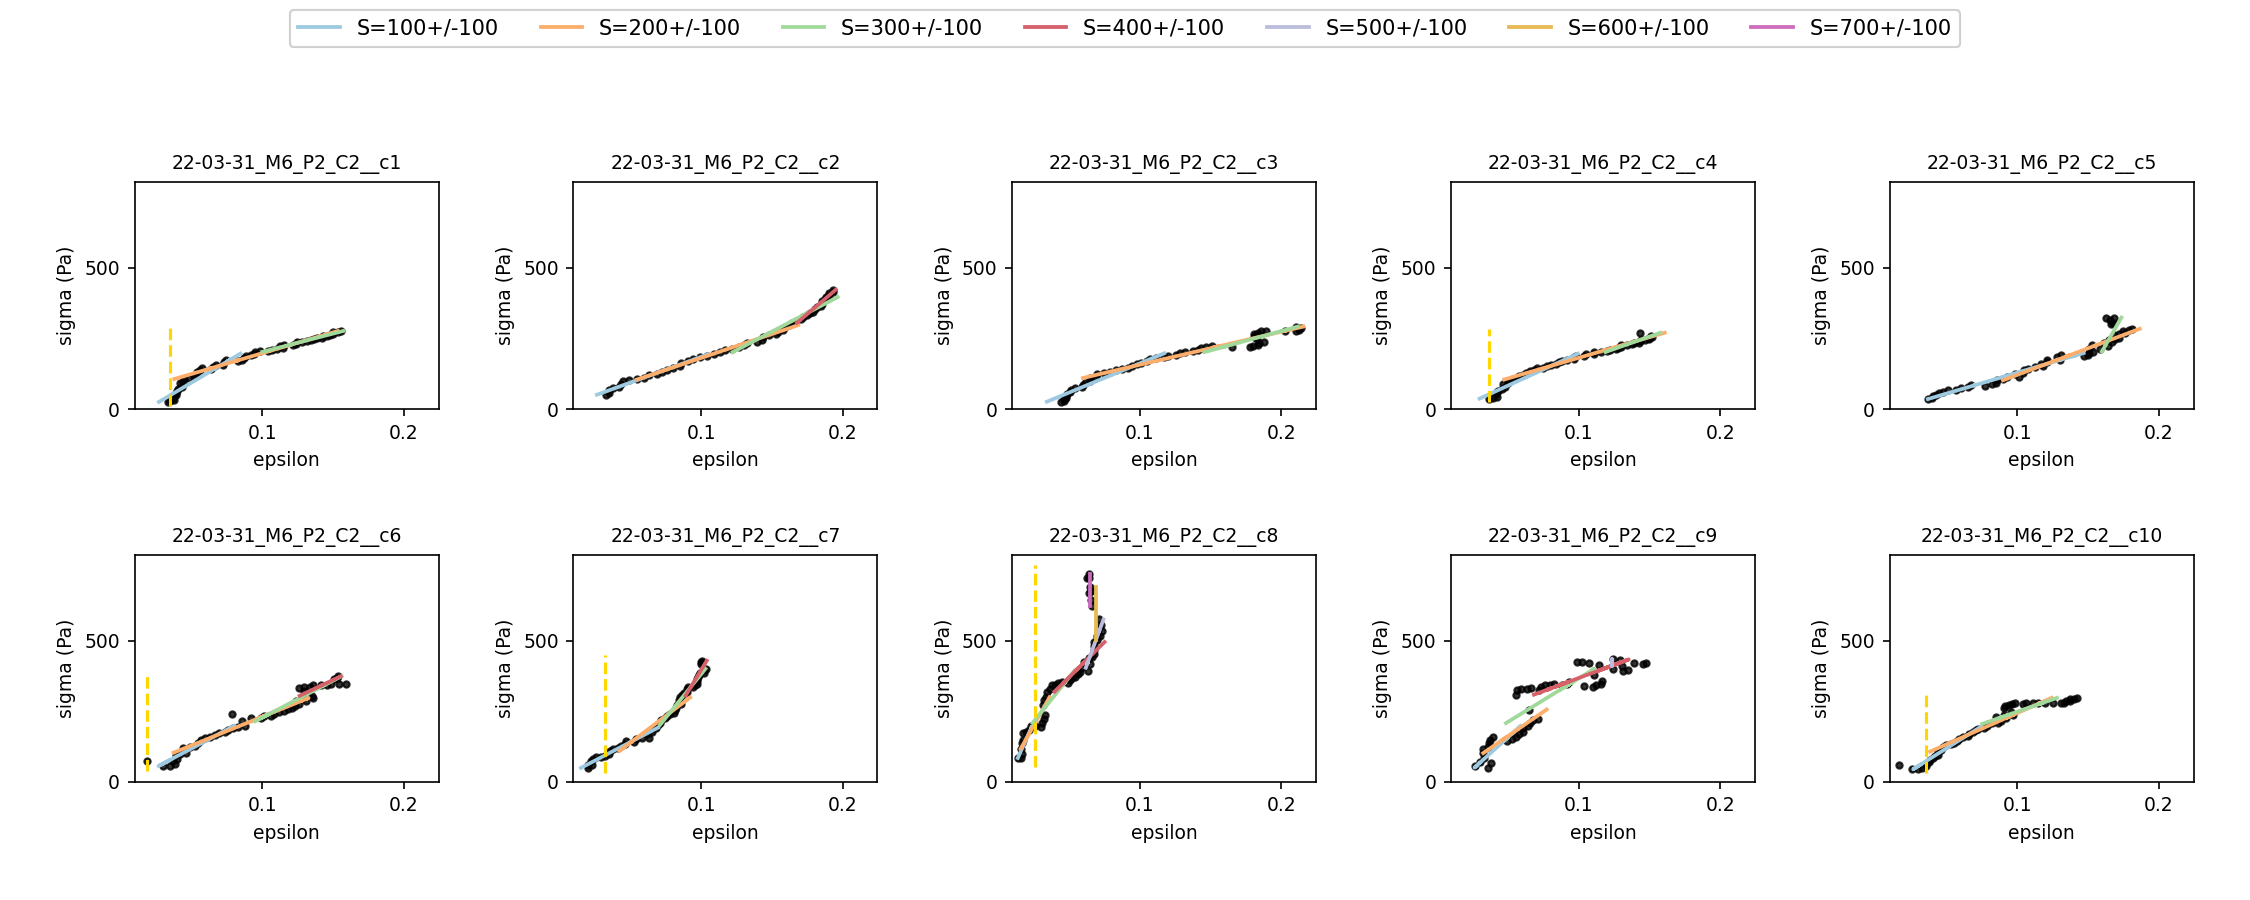 S=100+/-100 S=200+/-100 S=300+/-100 S=400+/-100 S=500+/-100 S=600+/-100 S=700+/-100
22-03-31_M6_P2_C2__c1 22-03-31_M6_P2_C2__c2 22-03-31_M6_P2_C2__c3 22-03-31_M6_P2_C2__c4 22-03-31_M6_P2_C2__c5
sigma (Pa) sigma (Pa) sigma (Pa) sigma (Pa) sigma (Pa)
500 500 500 500 500
0 0 0 0 0
0.1 0.2 0.1 0.2 0.1 0.2 0.1 0.2 0.1 0.2
epsilon epsilon epsilon epsilon epsilon
22-03-31_M6_P2_C2__c6 22-03-31_M6_P2_C2__c7 22-03-31_M6_P2_C2__c8 22-03-31_M6_P2_C2__c9 22-03-31_M6_P2_C2__c10
sigma (Pa) sigma (Pa) sigma (Pa) sigma (Pa) sigma (Pa)
500 500 500 500 500
0 0 0 0 0
0.1 0.2 0.1 0.2 0.1 0.2 0.1 0.2 0.1 0.2
epsilon epsilon epsilon epsilon epsilon